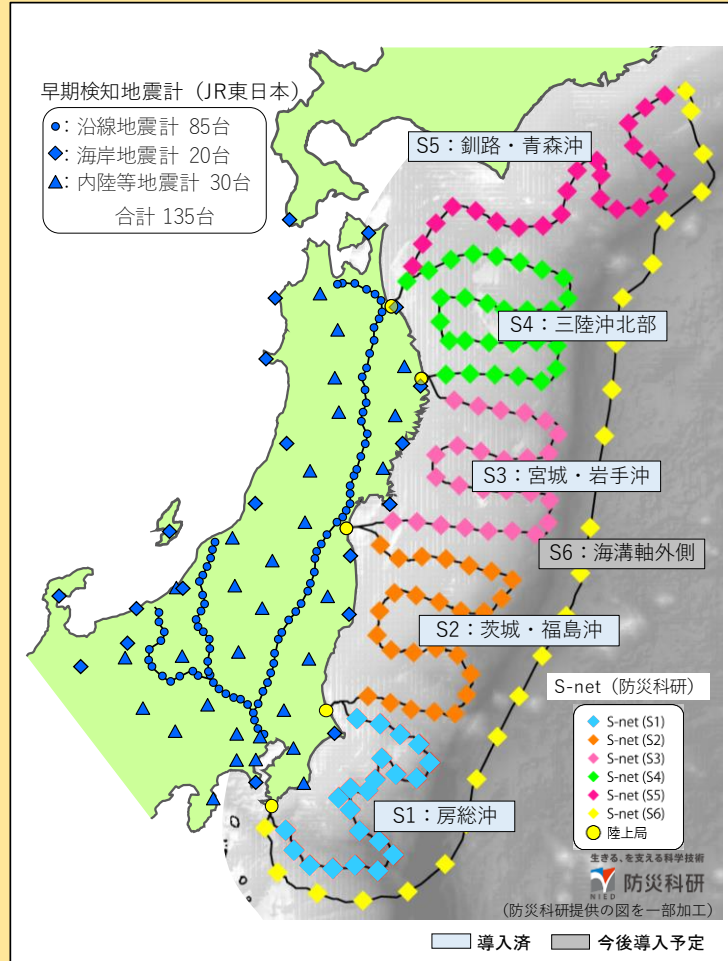 早期検知地震計（JR東日本）
：沿線地震計 85台
：海岸地震計 20台
：内陸等地震計 30台
合計 135台
S5：釧路・青森沖
S4：三陸沖北部
S3：宮城・岩手沖
S6：海溝軸外側
S2：茨城・福島沖
S-net（防災科研）
S-net (S1)
S-net (S2)
S-net (S3)
S-net (S4)
S-net (S5)
S-net (S6)
陸上局
S1：房総沖
生きる、を支える科学技術
防災科研
NIED
(防災科研提供の図を一部加工)
導入済 今後導入予定